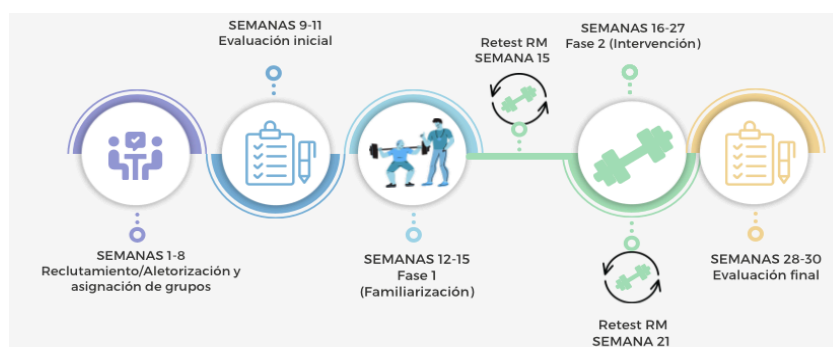 SEMANAS 9-11
Evaluación inicial
Retest RM
SEMANA 15
SEMANAS 16-27
Fase 2 (Intervención)
SEMANAS 1-8
Reclutamiento/Aletorización y
asignación de grupos
SEMANAS 12-15
Fase 1
(Familiarización)
Retest RM
SEMANA 21
SEMANAS 28-30
Evaluación final